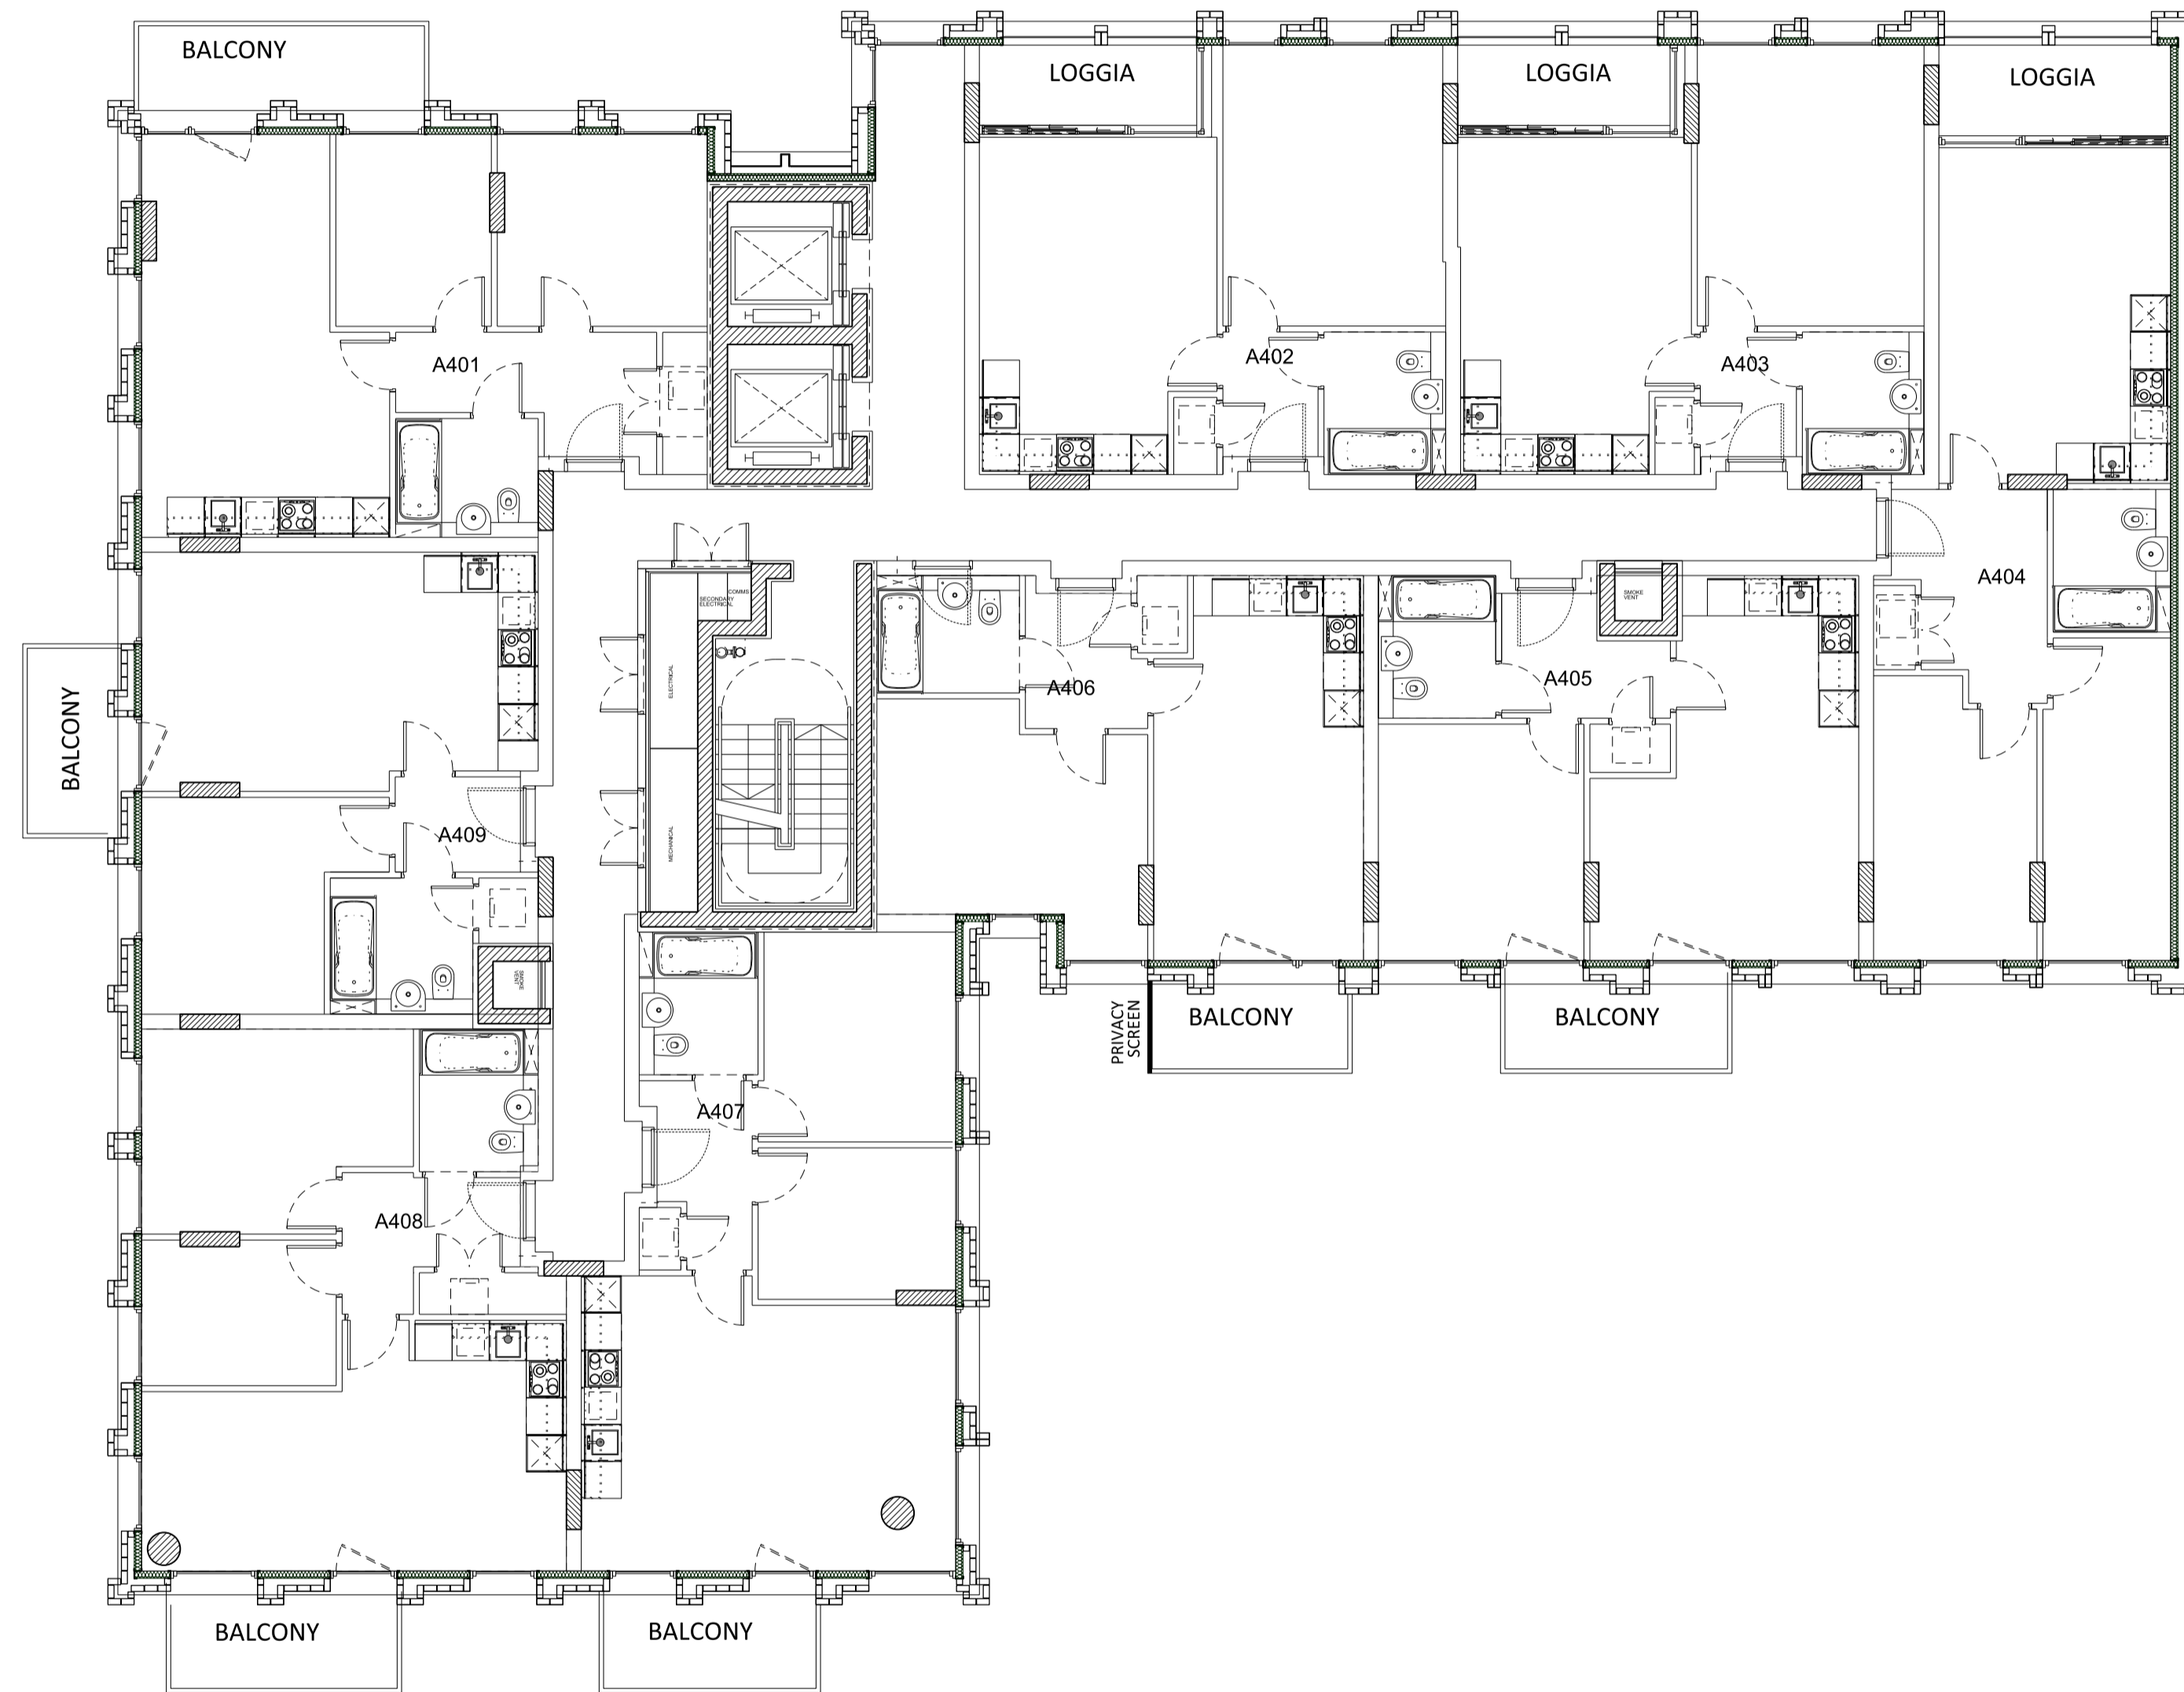 BALCONY
LOGGIA
LOGGIA
LOGGIA
A401
A402
A403
A404
COMMS
SECONDARY
ELECTRICAL
SMOKE
VENT
ELECTRICAL
A406
A405
BALCONY
A409
MECHANICAL
SMOKE
VENT
PRIVACY
SCREEN
BALCONY
BALCONY
A407
A408
BALCONY
BALCONY